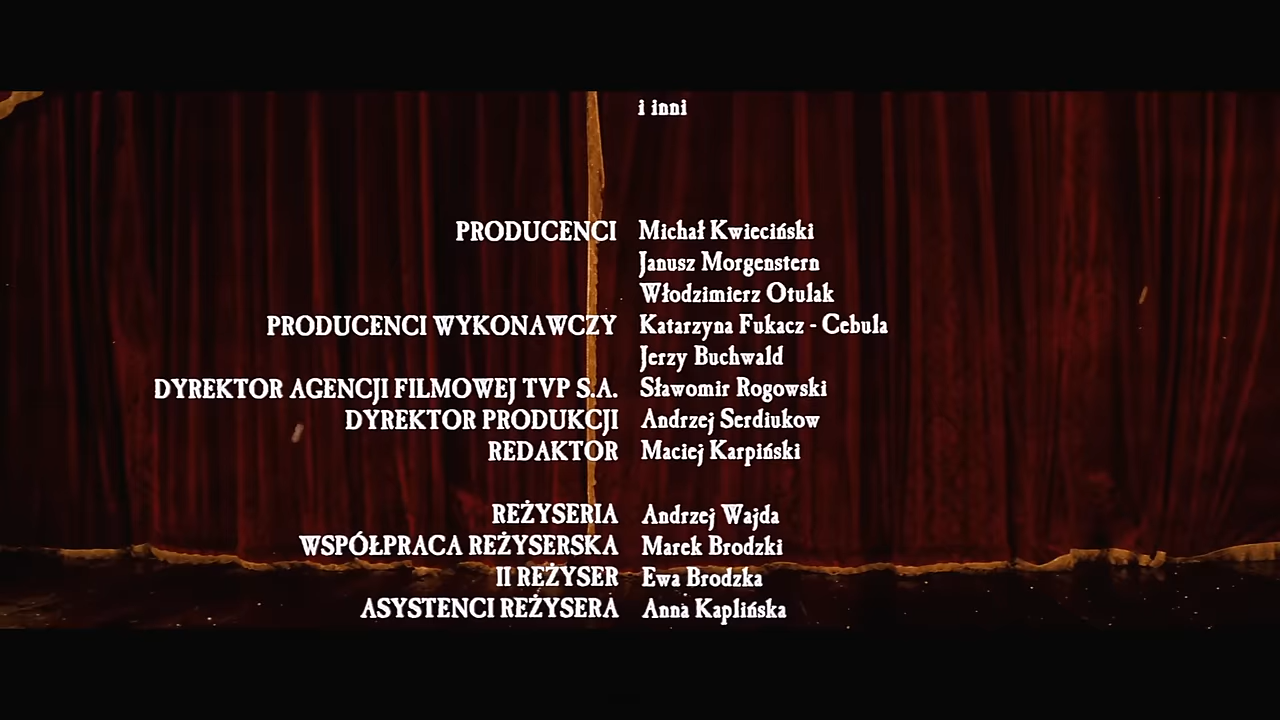 i inni
PRODUCENCI Michał Kwieciński
Janusz Morgenstern
Włodzimierz Otulak
PRODUCENCI WYKONAWCZY Katarzyna Fukacz - Cebula
Jerzy Buchwald
DYREKTOR AGENCJI FILMOWEJ TVP S.A. Sławomir Rogowski
DYREKTOR PRODUKCJI Andrzej Serdiukow
REDAKTOR Maciej Karpiński
REŻYSERIA Andrzej Wajda
WSPÓŁPRACA REŻYSERSKA Marek Brodzki
II REŻYSER Ewa Brodzka
ASYSTENCI REŻYSERA Anna Kaplińska